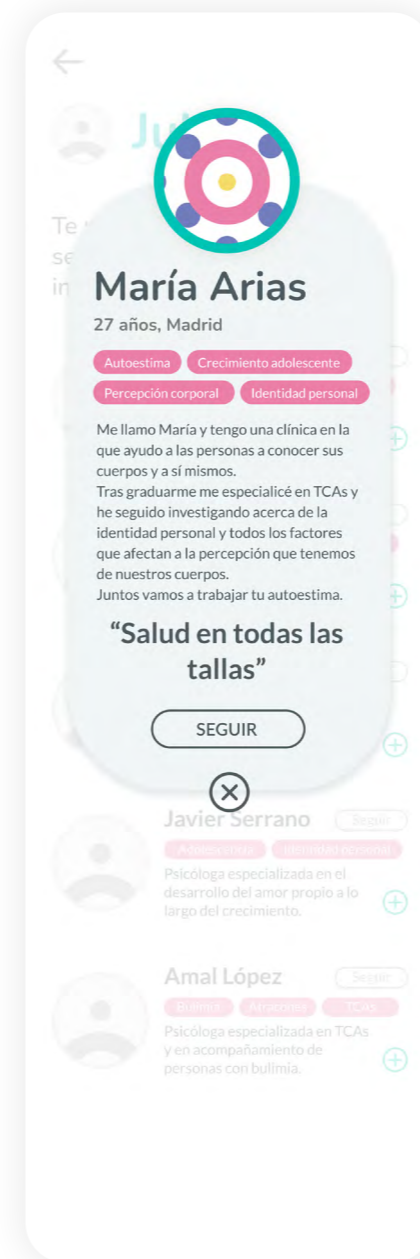 Ju
Te
se
in
María Arias
27 años, Madrid
Autoestima Crecimiento adolescente
Percepción corporal Identidad personal
Me llamo María y tengo una clínica en la
que ayudo a las personas a conocer sus
cuerpos y a sí mismos.
Tras graduarme me especialicé en TCAs y
he seguido investigando acerca de la
identidad personal y todos los factores
que afectan a la percepción que tenemos
de nuestros cuerpos.
Juntos vamos a trabajar tu autoestima.
“Salud en todas las
tallas”
SEGUIR
Javier Serrano Seguir
Adolescencia Identidad personal
Psicóloga especializada en el
desarrollo del amor propio a lo
largo del crecimiento.
Amal López Seguir
Bulimia Atracones TCAs
Psicóloga especializada en TCAs
y en acompañamiento de
personas con bulimia.